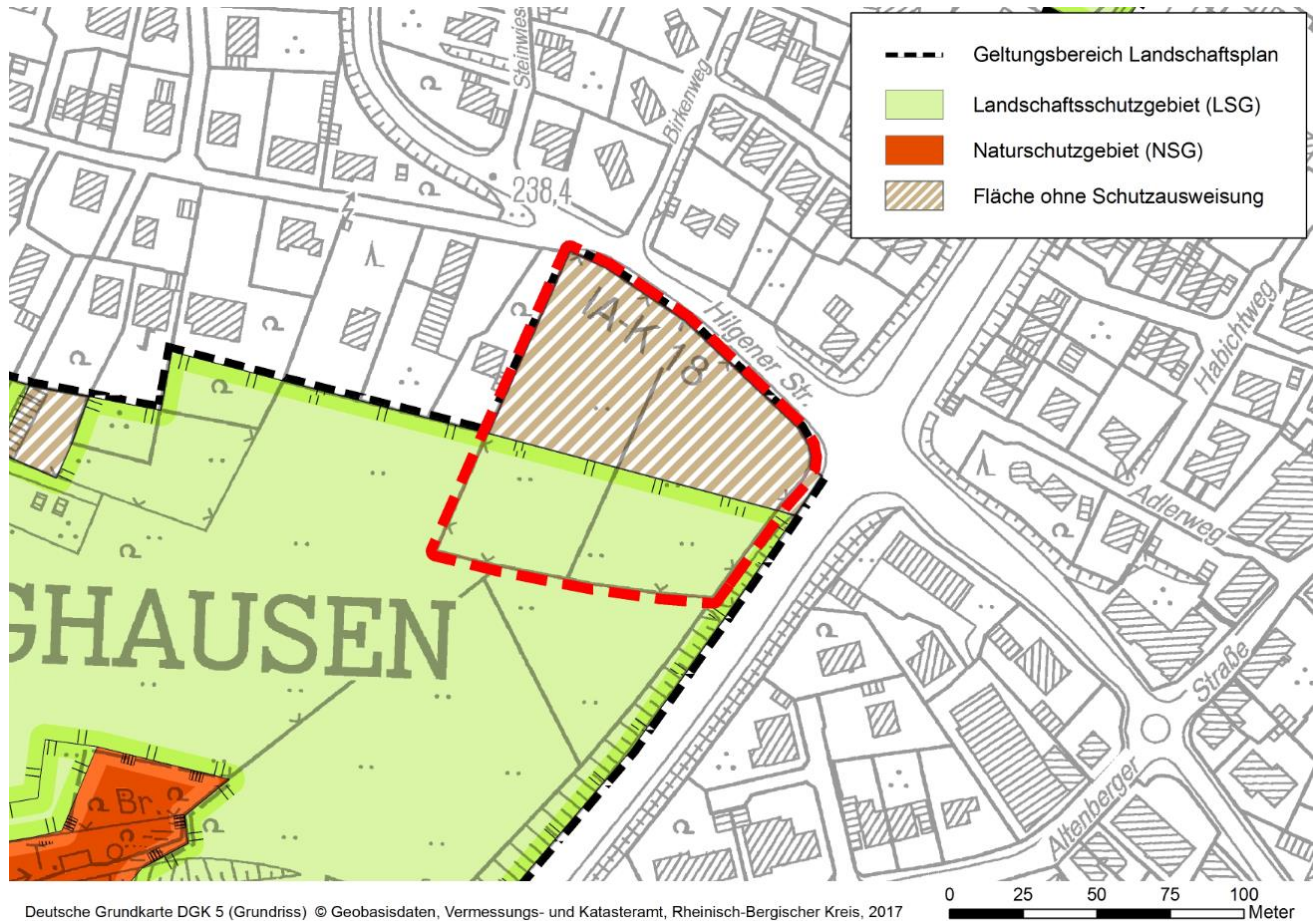 Geltungsbereich Landschaftsplan
Landschaftsschutzgebiet (LSG)
Naturschutzgebiet (NSG)
Fläche ohne Schutzausweisung
Birkenweg
238,4
IA-K 18
Hilgener Str.
Habichtweg
Adlerweg
GHAUSEN
Straße
Altenberger
Br.
T.
0 25 50 75 100
Meter
Deutsche Grundkarte DGK 5 (Grundriss) © Geobasisdaten, Vermessungs- und Katasteramt, Rheinisch-Bergischer Kreis, 2017